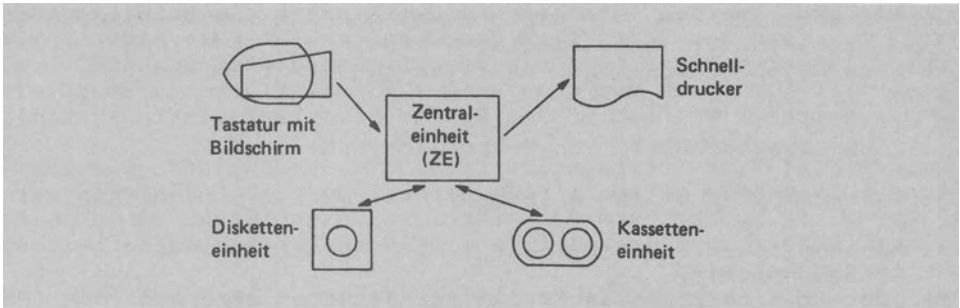 Tastatur mit
Bildschirm
Zentral-
einheit
(ZE)
Schnell-
drucker
Disketten-
einheit
Kassetten-
einheit